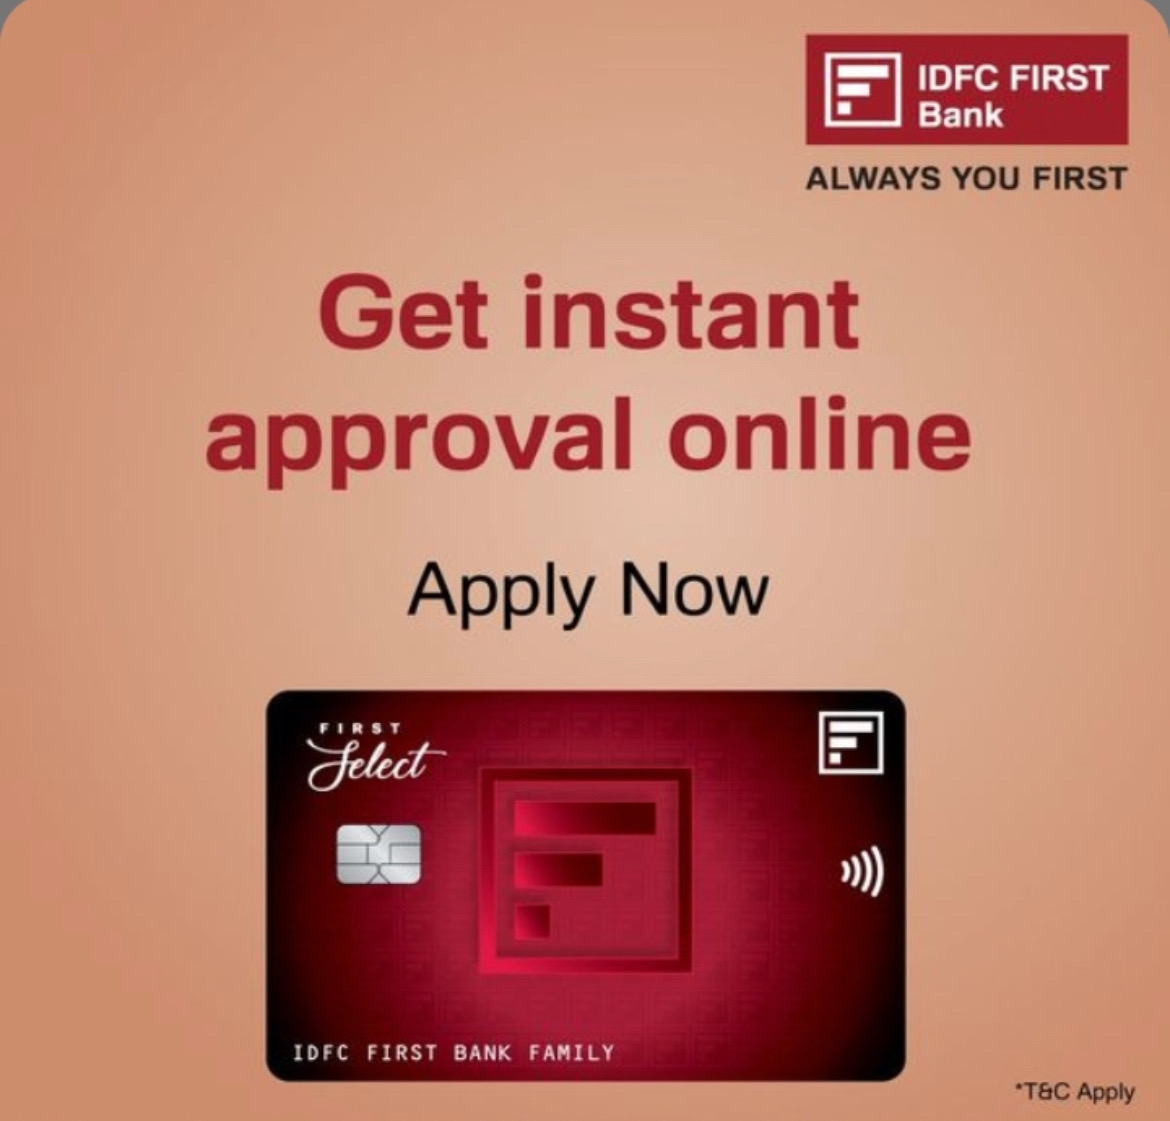 IDFC FIRST
Bank
ALWAYS YOU FIRST
Get instant
approval online
Apply Now
FIRST
Select
IDFC FIRST BANK FAMILY
*T&C Apply